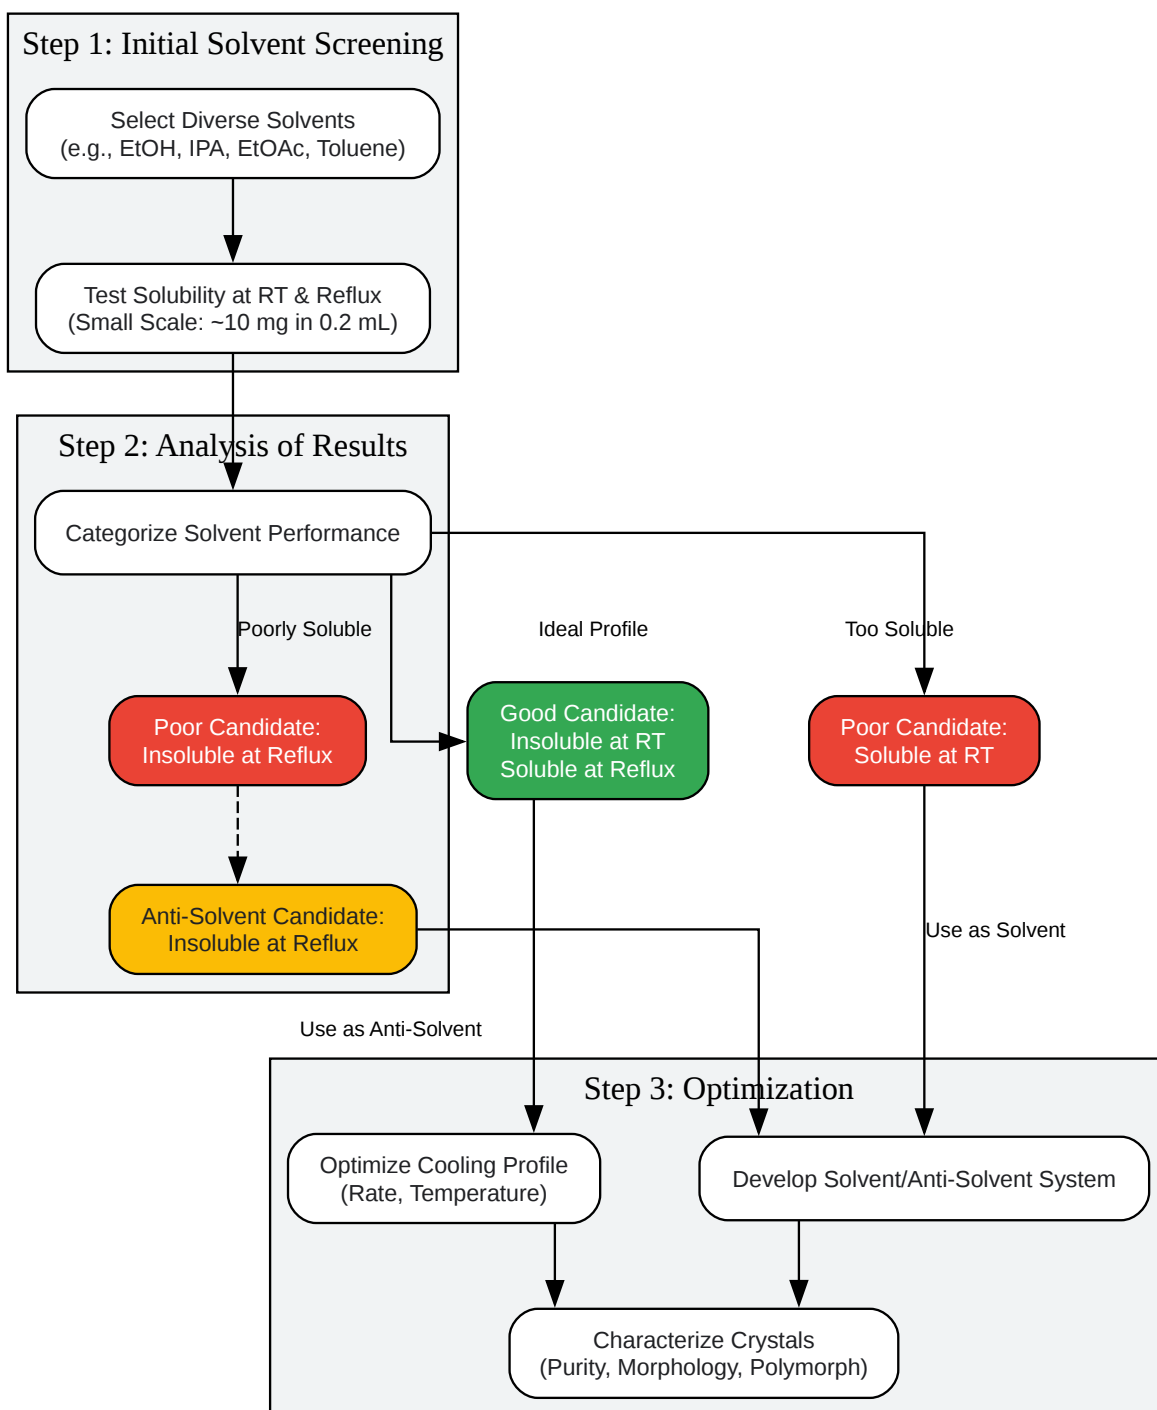 Step 1: Initial Solvent Screening
Select Diverse Solvents
(e.g., EtOH, IPA, EtOAc, Toluene)
Test Solubility at RT & Reflux
(Small Scale: ~10 mg in 0.2 mL)
Step 2: Analysis of Results
Categorize Solvent Performance
Poorly Soluble
Ideal Profile
Too Soluble
Poor Candidate:
Insoluble at Reflux
Good Candidate:
Insoluble at RT
Soluble at Reflux
Poor Candidate:
Soluble at RT
Anti-Solvent Candidate:
Insoluble at Reflux
Use as Solvent
Use as Anti-Solvent
Step 3: Optimization
Optimize Cooling Profile
(Rate, Temperature)
Develop Solvent/Anti-Solvent System
Characterize Crystals
(Purity, Morphology, Polymorph)